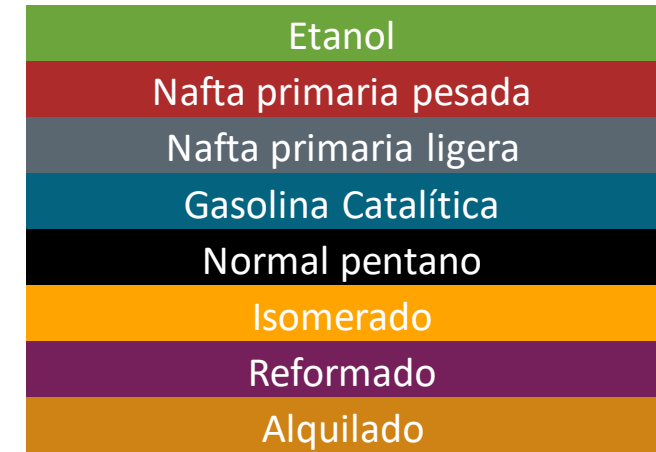 Etanol
Nafta primaria pesada
Nafta primaria ligera
Gasolina Catalítica
Normal pentano
Isomerado
Reformado
Alquilado